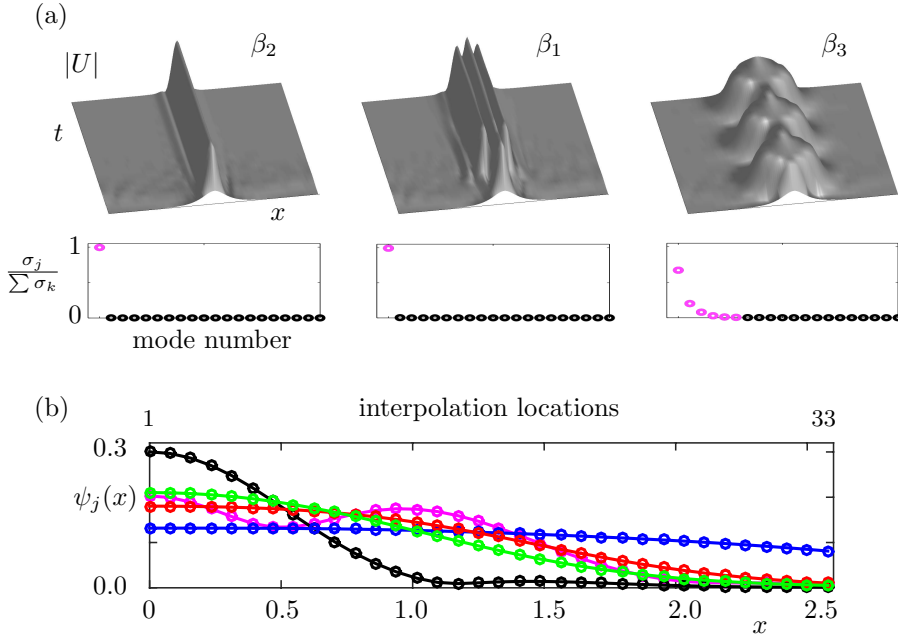 (a)
|U|
β₂
β₁
β₃
t
x
1
σⱼ / ∑ σₖ
0
mode number
(b)
1 interpolation locations 33
0.3
ψⱼ(x)
0.0
0 0.5 1.0 1.5 2.0 2.5
x